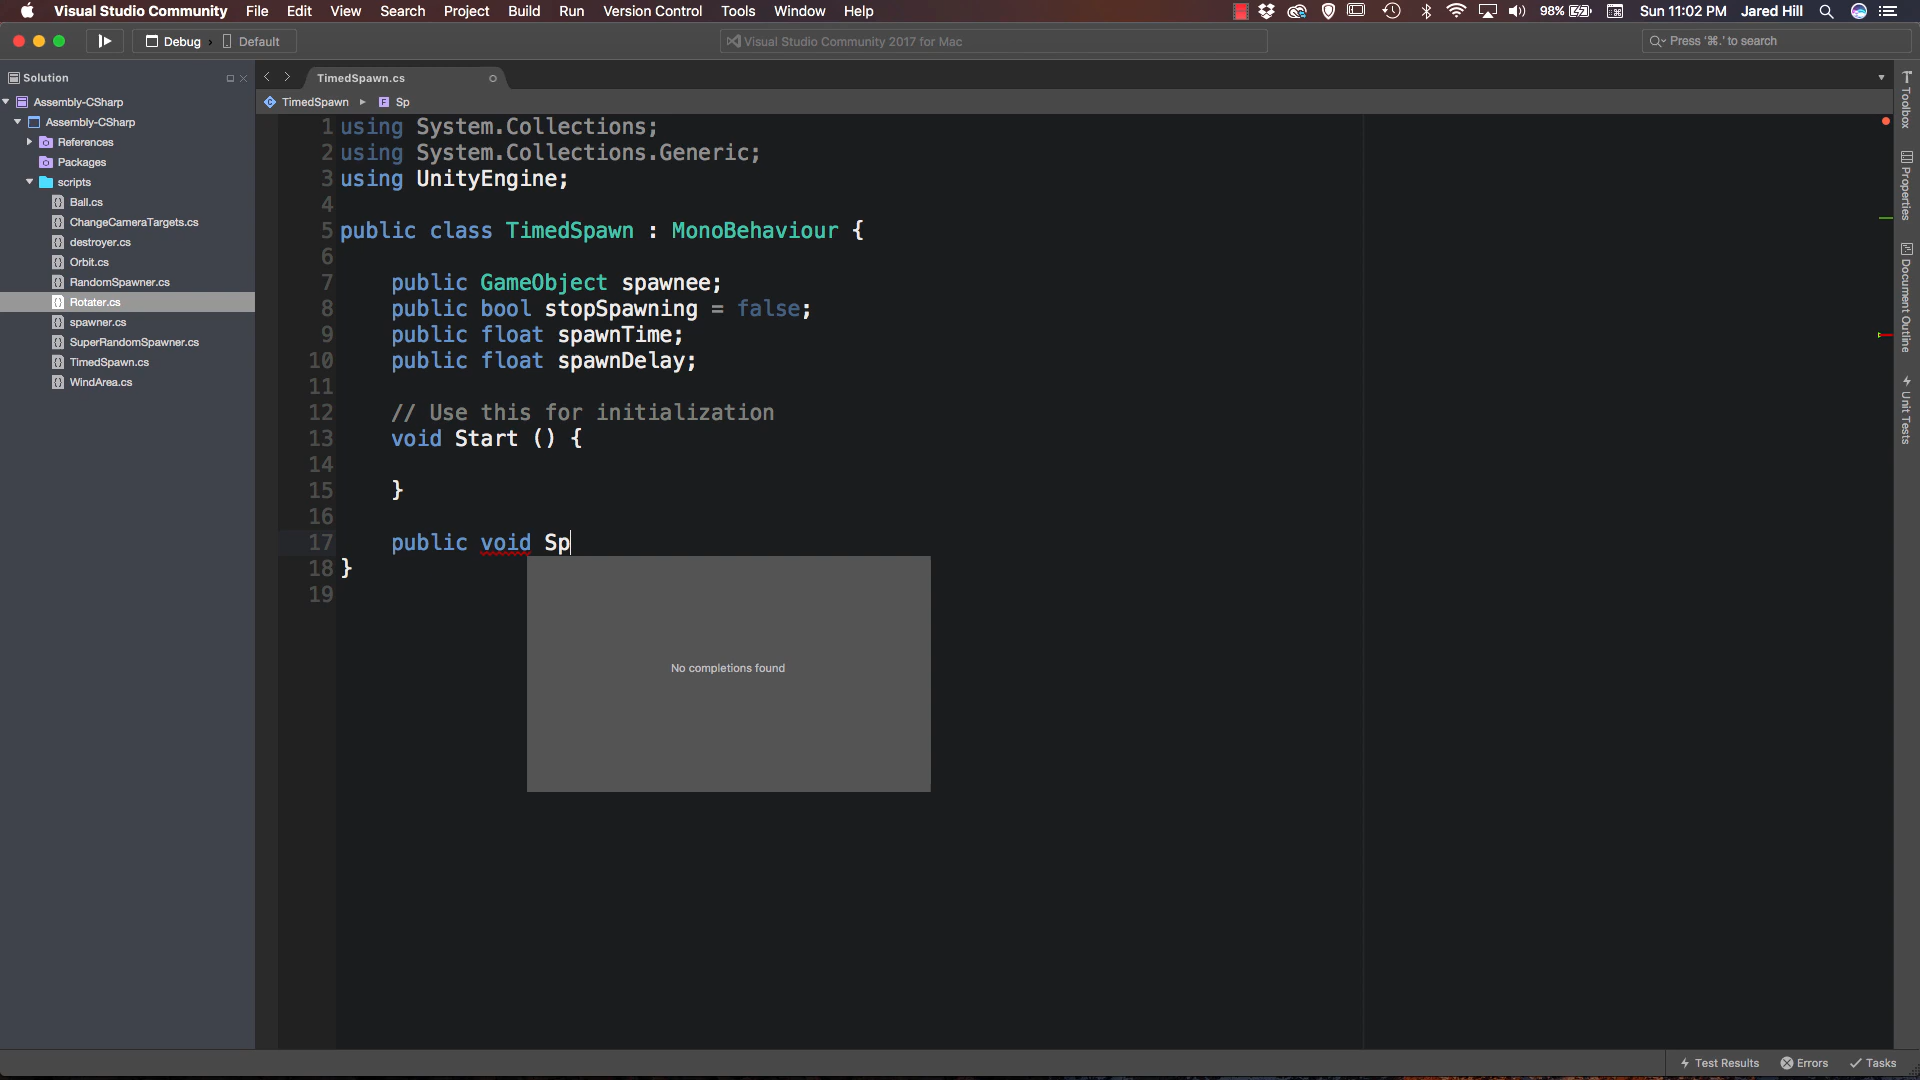 Visual Studio Community File Edit View Search Project Build Run Version Control Tools Window Help 98% Sun 11:02 PM Jared Hill
Debug › Default Visual Studio Community 2017 for Mac Press '⌘.' to search
Solution
Assembly-CSharp
Assembly-CSharp
References
Packages
scripts
Ball.cs
ChangeCameraTargets.cs
destroyer.cs
Orbit.cs
RandomSpawner.cs
Rotater.cs
spawner.cs
SuperRandomSpawner.cs
TimedSpawn.cs
WindArea.cs
TimedSpawn.cs
TimedSpawn Sp
1 using System.Collections;
2 using System.Collections.Generic;
3 using UnityEngine;
4
5 public class TimedSpawn : MonoBehaviour {
6
7 public GameObject spawnee;
8 public bool stopSpawning = false;
9 public float spawnTime;
10 public float spawnDelay;
11
12 // Use this for initialization
13 void Start () {
14
15 }
16
17 public void Sp
18 }
19
No completions found
Toolbox
Properties
Document Outline
Unit Tests
Test Results Errors Tasks